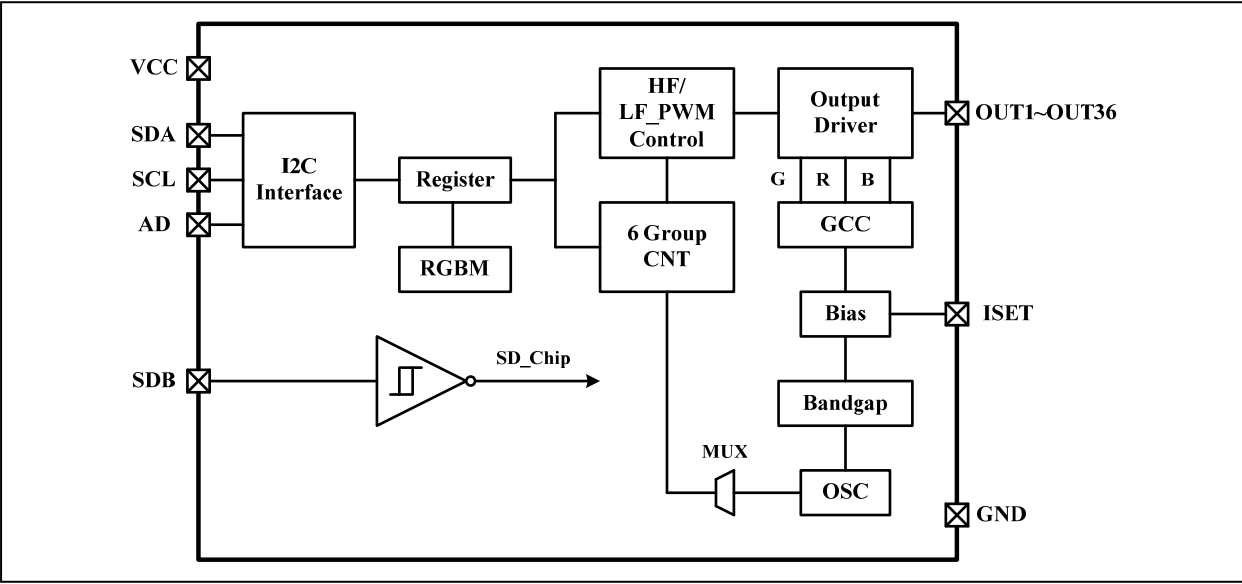 VCC
SDA
SCL
AD
SDB
I2C
Interface
Register
RGBM
HF/
LF_PWM
Control
6 Group
CNT
Output
Driver
G R B
GCC
Bias
Bandgap
OSC
MUX
SD_Chip
OUT1~OUT36
ISET
GND